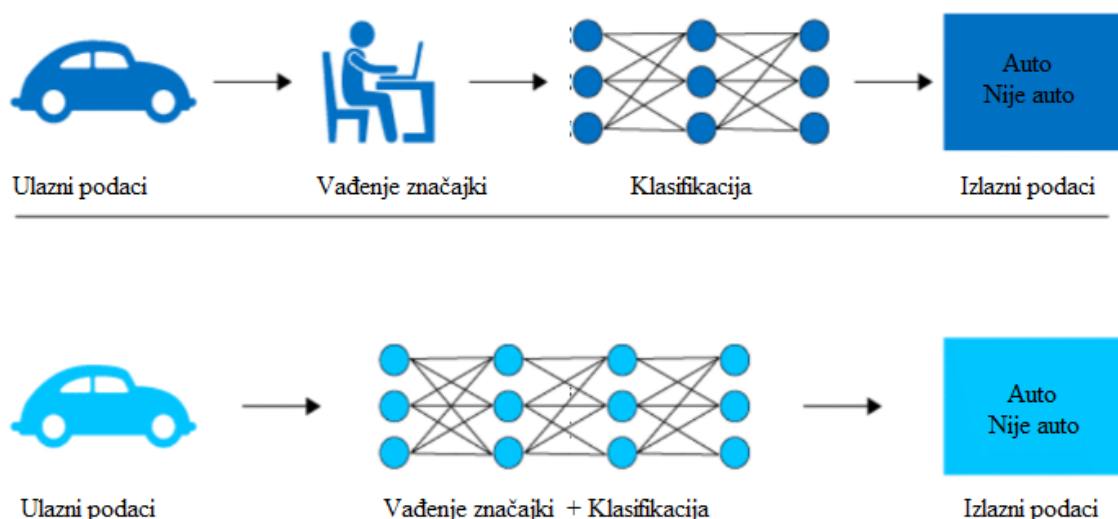 Auto
Nije auto
Ulazni podaci
Vađenje značajki
Klasifikacija
Izlazni podaci
Auto
Nije auto
Ulazni podaci
Vađenje značajki + Klasifikacija
Izlazni podaci